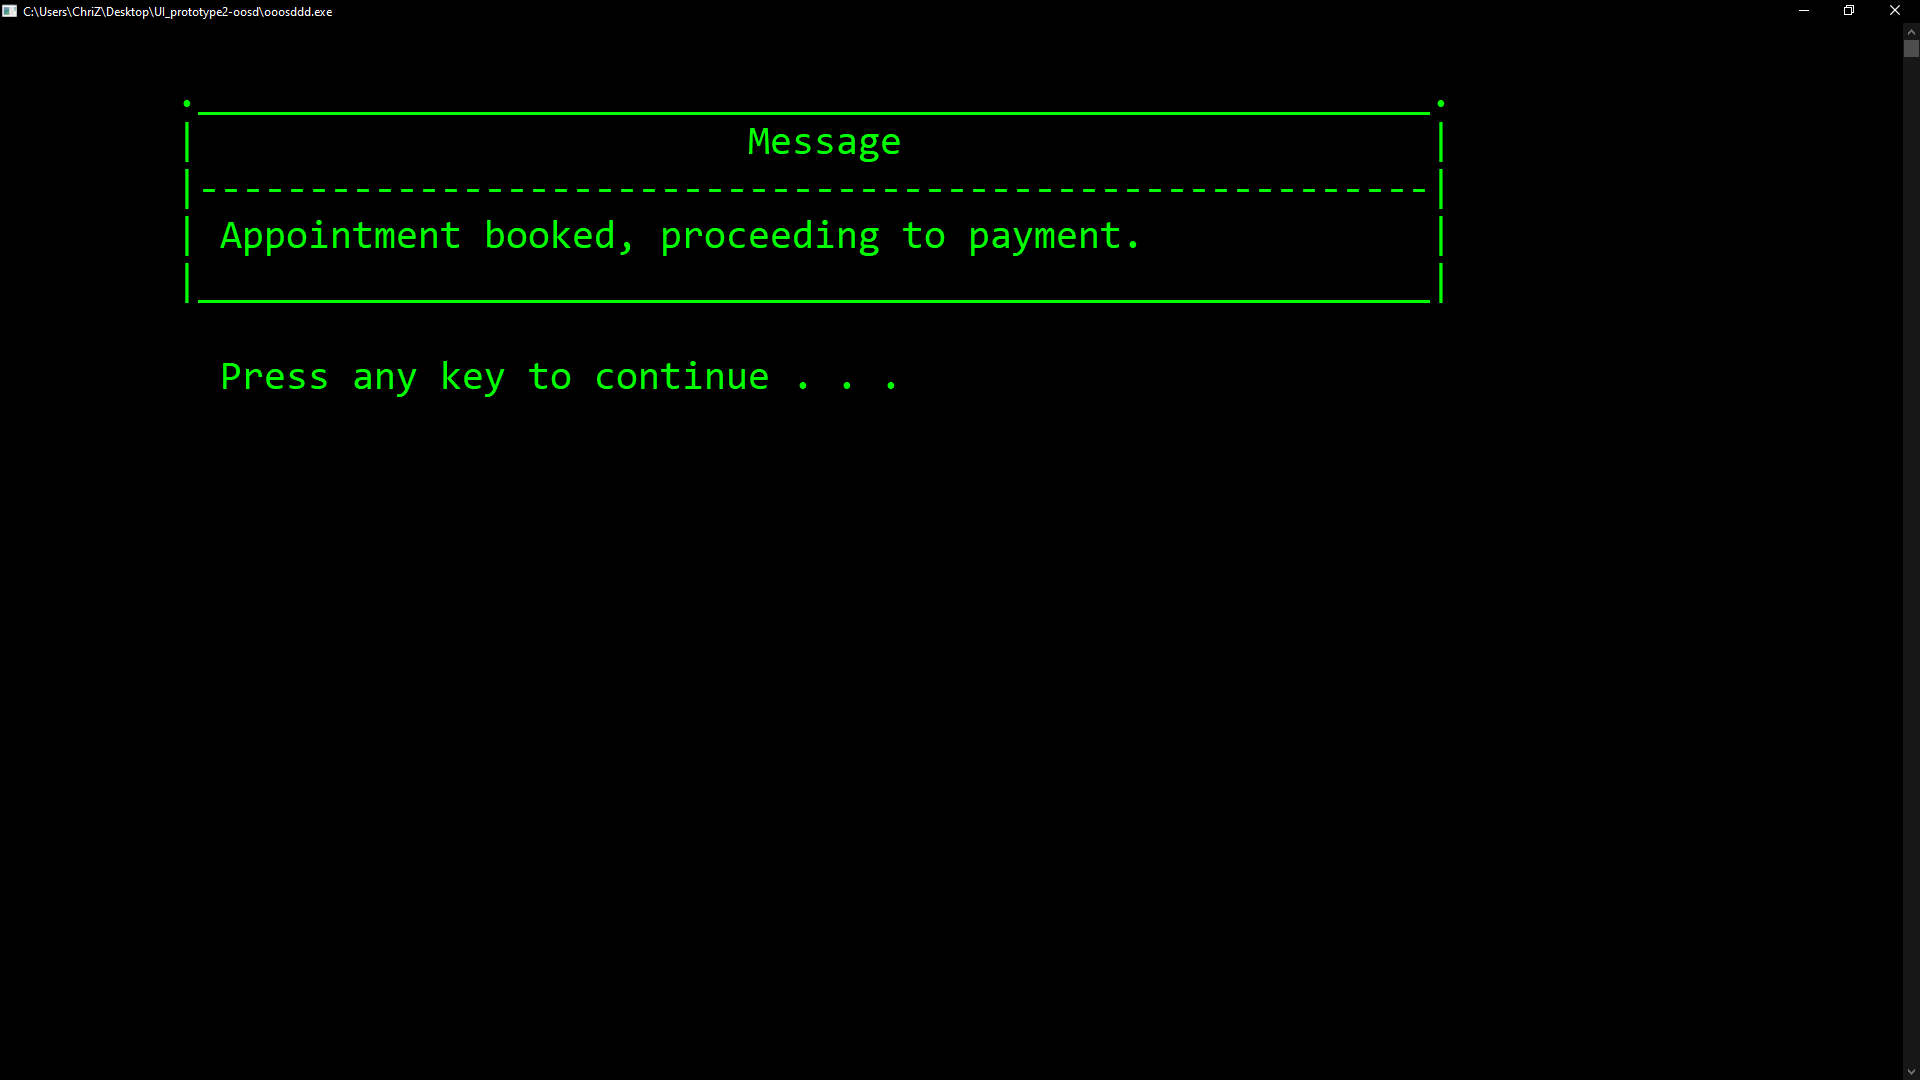 C:\Users\ChriZ\Desktop\UI_prototype2-oosd\ooosddd.exe
Message
Appointment booked, proceeding to payment.
Press any key to continue . . .